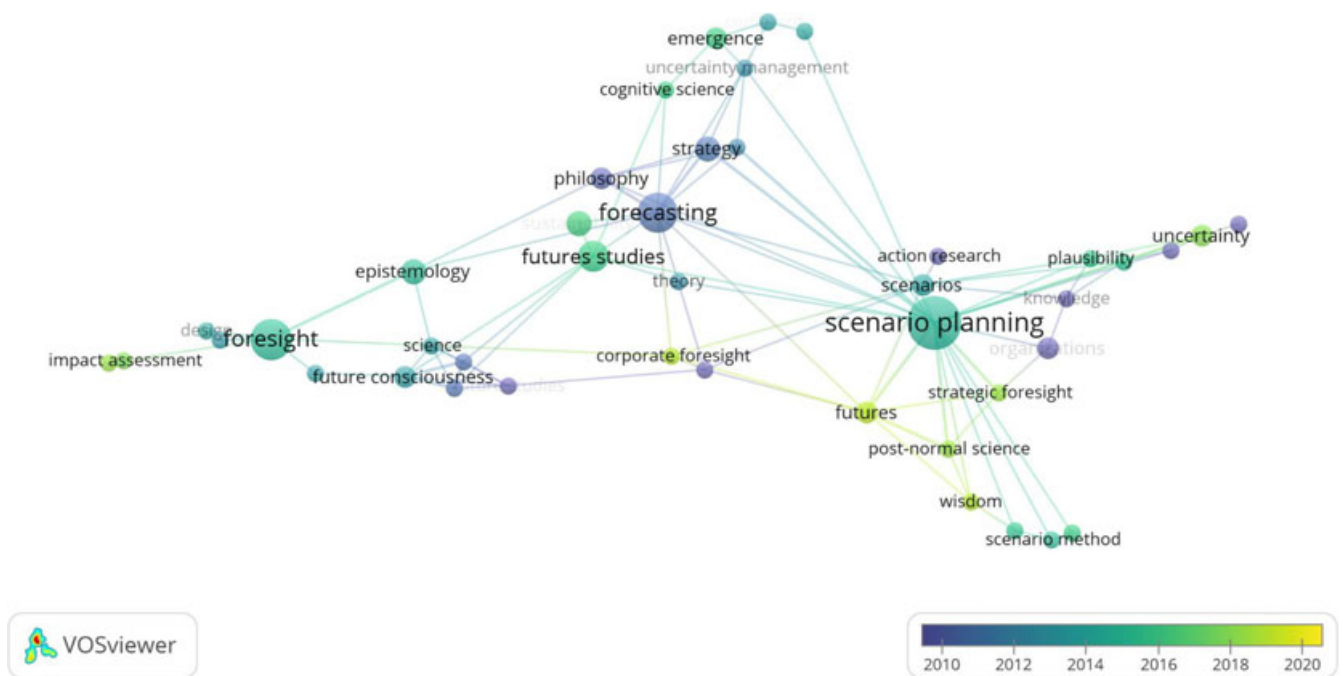 emergence
uncertainty management
cognitive science
strategy
philosophy
forecasting
sustainability
futures studies
uncertainty
action research
plausibility
epistemology
theory
scenarios
knowledge
scenario planning
design
foresight
science
organizations
impact assessment
corporate foresight
future consciousness
strategic foresight
futures
post-normal science
wisdom
scenario method
VOSviewer
2010 2012 2014 2016 2018 2020